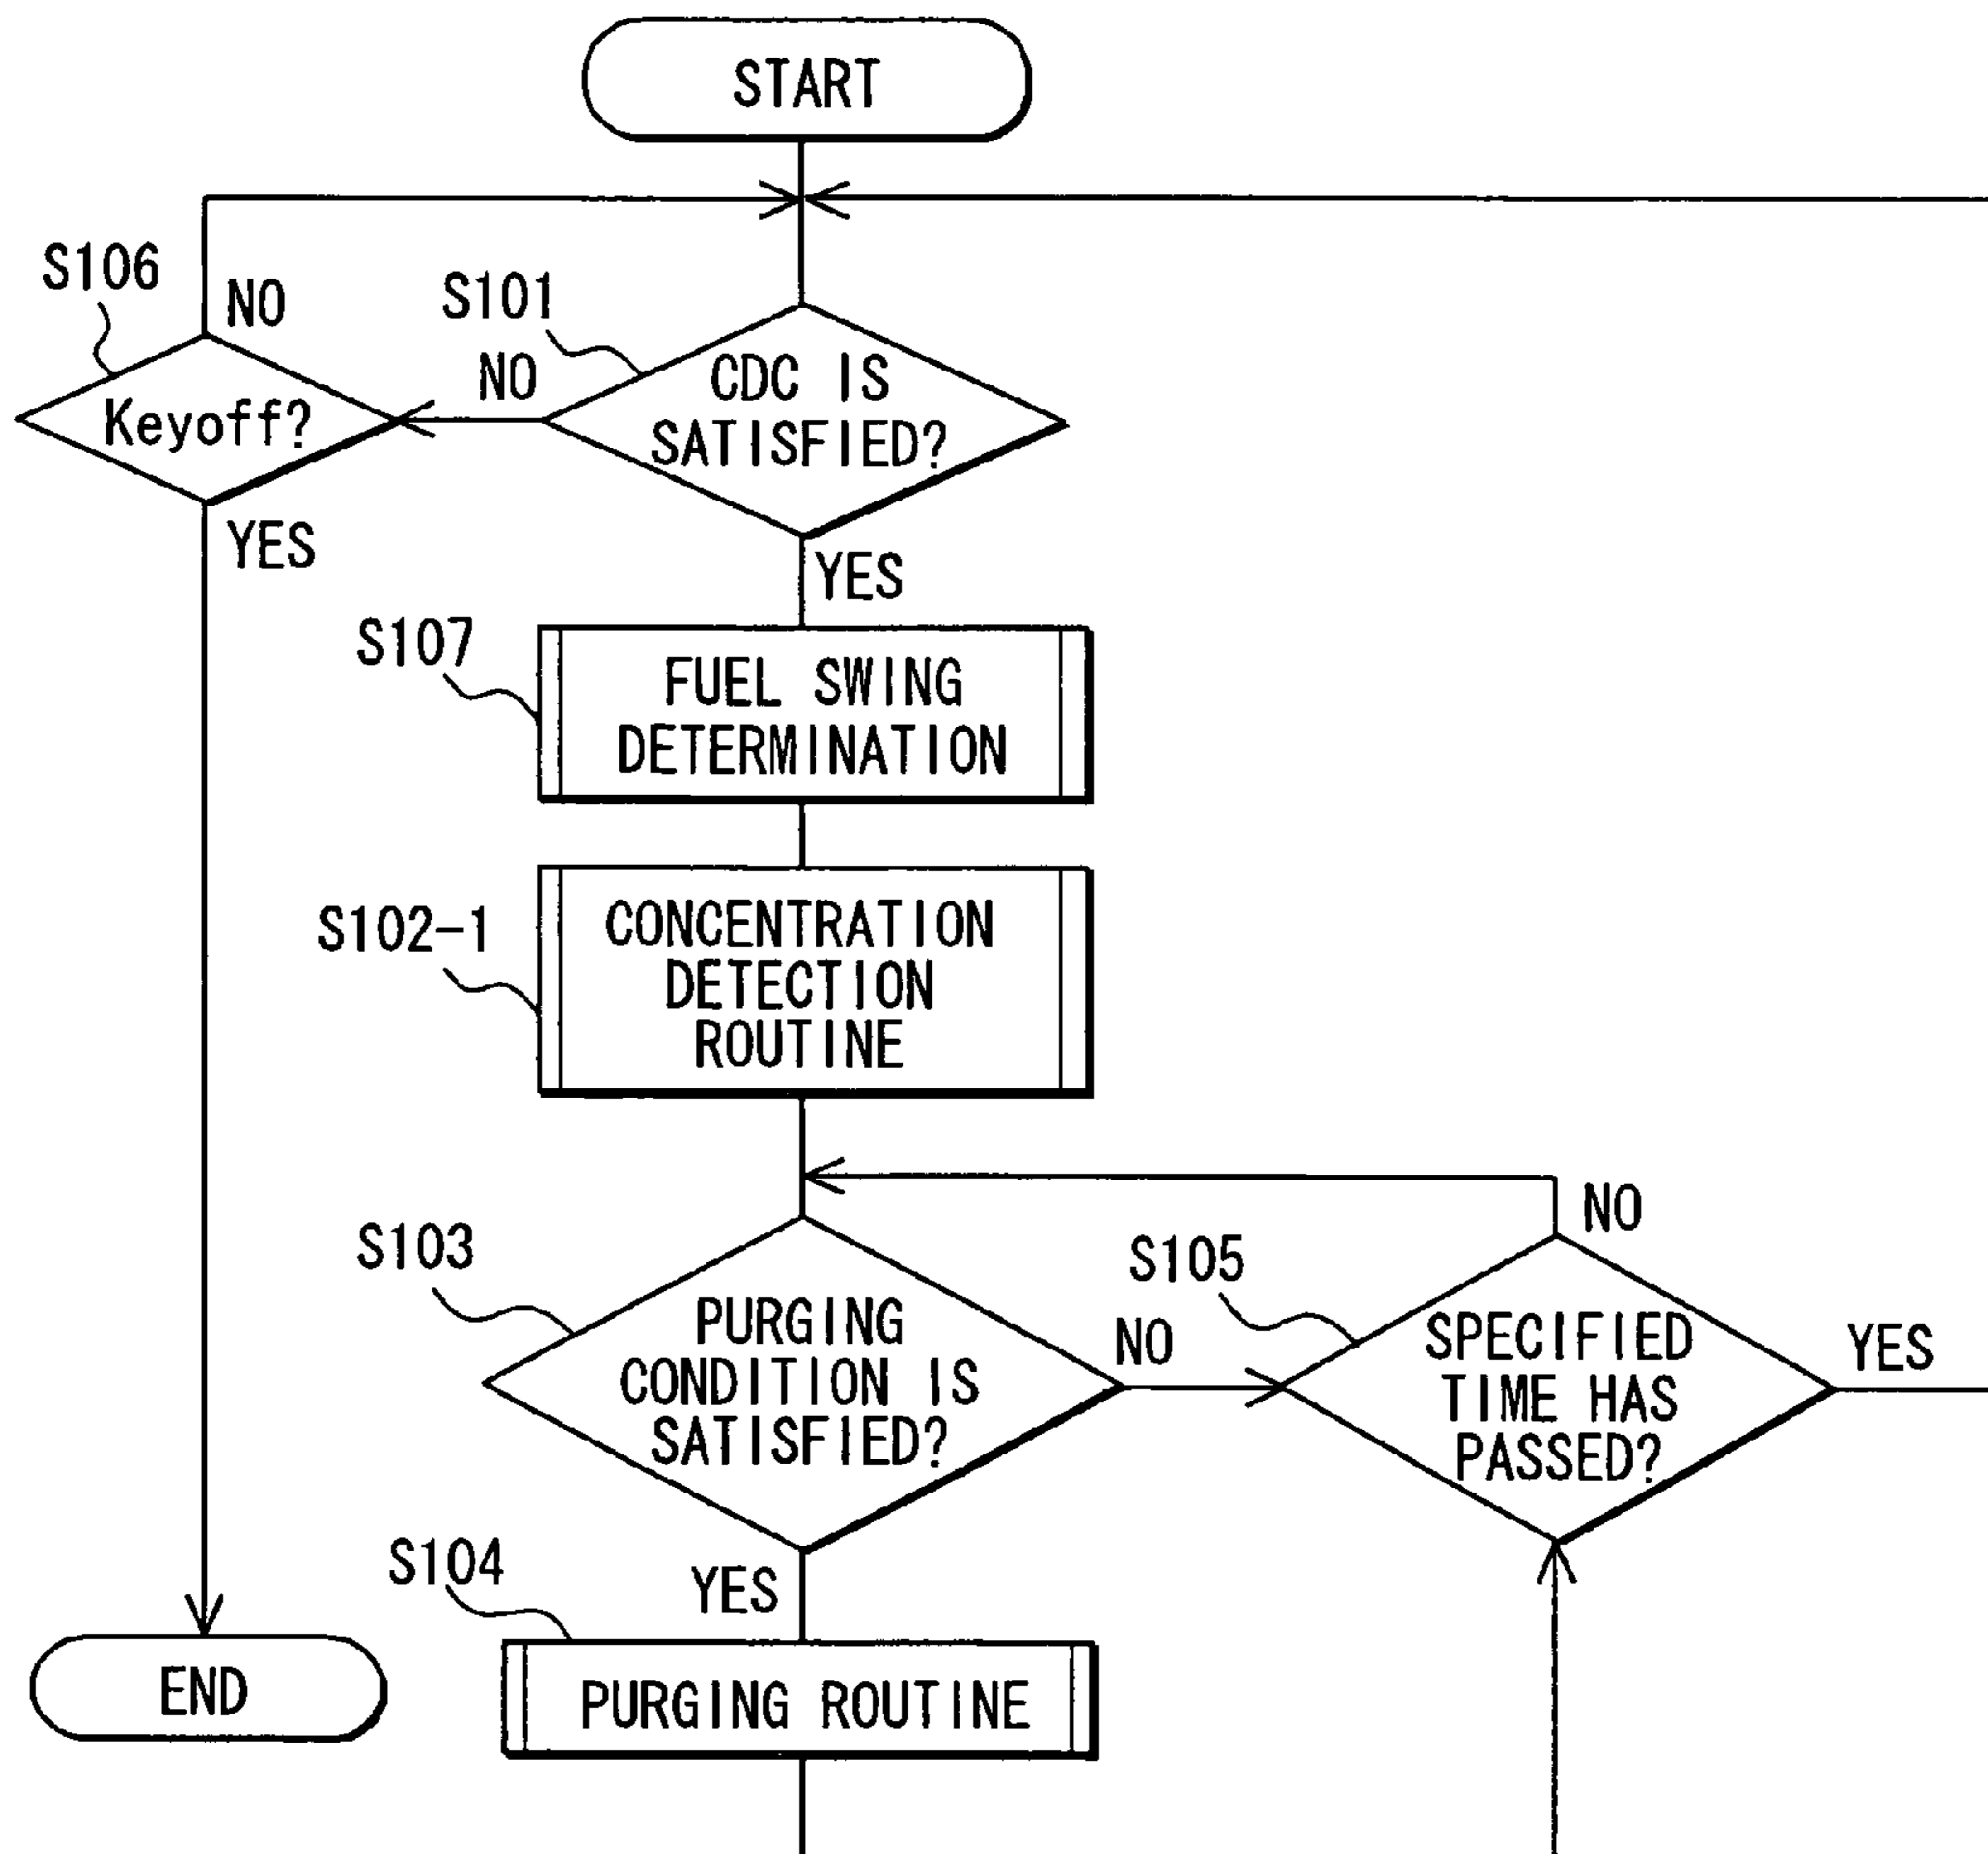 START
S106
NO
S101
NO
CDC IS
SATISFIED?
Keyoff?
YES
YES
S107
FUEL SWING
DETERMINATION
S102-1
CONCENTRATION
DETECTION
ROUTINE
NO
S103
S105
PURGING
CONDITION IS
SATISFIED?
NO
SPECIFIED
TIME HAS
PASSED?
YES
S104
YES
END
PURGING ROUTINE